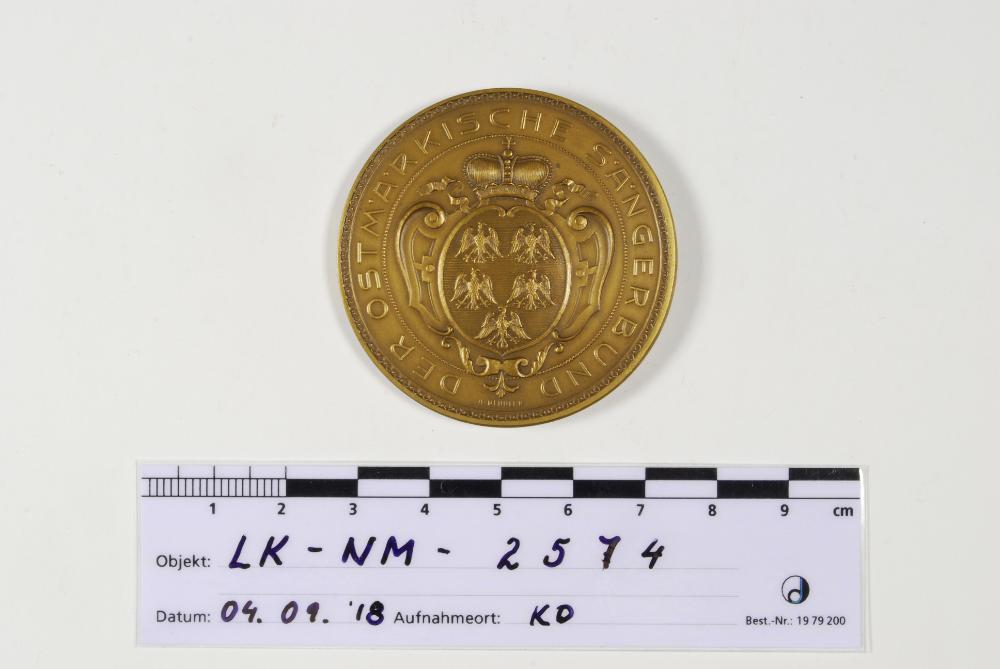 DER OSTMÄRKISCHE SÄNGERBUND
1 2 3 4 5 6 7 8 9 cm
Objekt: LK - NM - 2574
Datum: 04. 09. '18 Aufnahmeort: KO
Best.-Nr.: 19 79 200